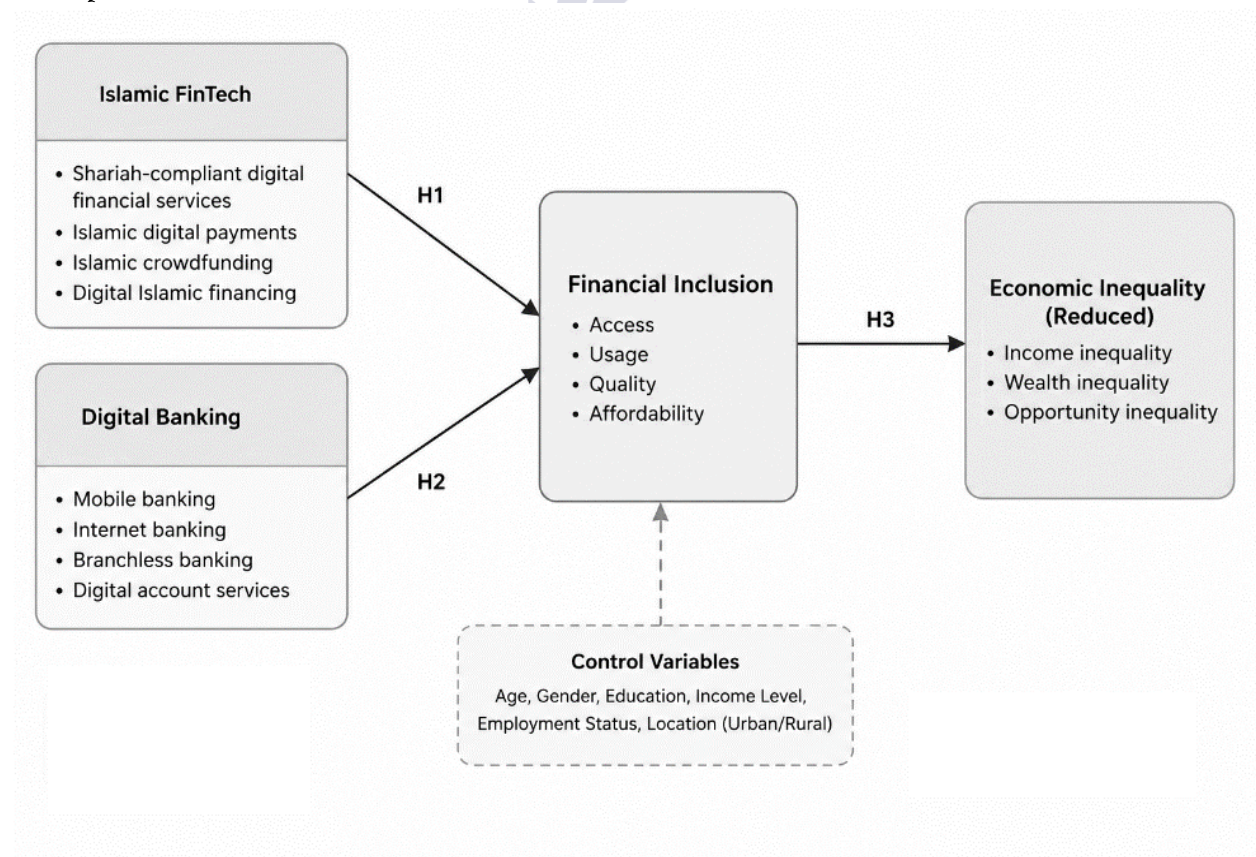 Islamic FinTech
• Shariah-compliant digital
financial services
• Islamic digital payments
• Islamic crowdfunding
• Digital Islamic financing
Digital Banking
• Mobile banking
• Internet banking
• Branchless banking
• Digital account services
H1
H2
Financial Inclusion
• Access
• Usage
• Quality
• Affordability
H3
Economic Inequality
(Reduced)
• Income inequality
• Wealth inequality
• Opportunity inequality
Control Variables
Age, Gender, Education, Income Level,
Employment Status, Location (Urban/Rural)